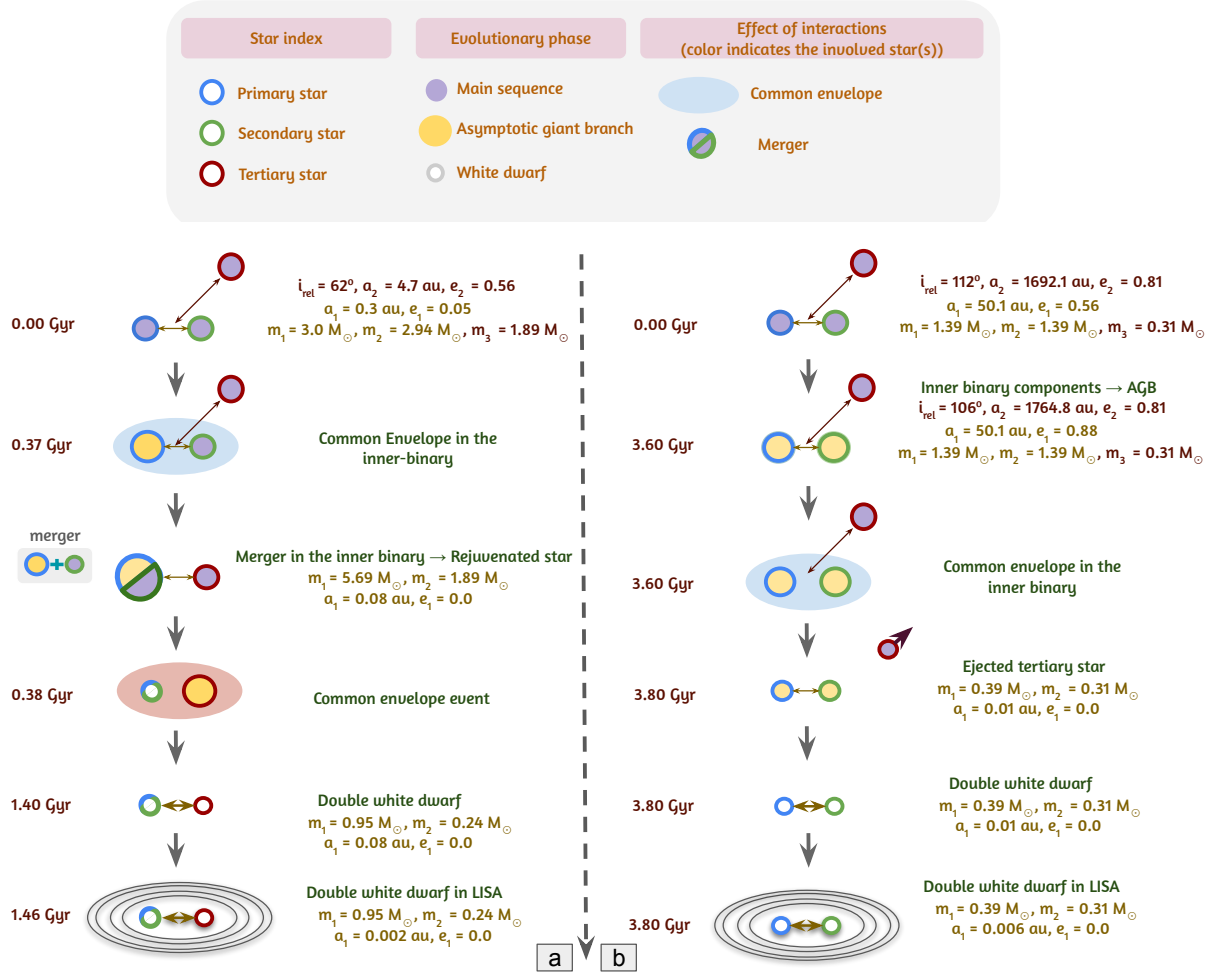 Star index
Evolutionary phase
Effect of interactions
(color indicates the involved star(s))
Primary star
Secondary star
Tertiary star
Main sequence
Asymptotic giant branch
White dwarf
Common envelope
Merger
0.00 Gyr
i_rel = 62°, a_2 = 4.7 au, e_2 = 0.56
a_1 = 0.3 au, e_1 = 0.05
m_1 = 3.0 M_☉, m_2 = 2.94 M_☉, m_3 = 1.89 M_☉
0.37 Gyr
Common Envelope in the
inner-binary
merger
+
Merger in the inner binary → Rejuvenated star
m_1 = 5.69 M_☉, m_2 = 1.89 M_☉
a_1 = 0.08 au, e_1 = 0.0
0.38 Gyr
Common envelope event
1.40 Gyr
Double white dwarf
m_1 = 0.95 M_☉, m_2 = 0.24 M_☉
a_1 = 0.08 au, e_1 = 0.0
1.46 Gyr
Double white dwarf in LISA
m_1 = 0.95 M_☉, m_2 = 0.24 M_☉
a_1 = 0.002 au, e_1 = 0.0
a
0.00 Gyr
i_rel = 112°, a_2 = 1692.1 au, e_2 = 0.81
a_1 = 50.1 au, e_1 = 0.56
m_1 = 1.39 M_☉, m_2 = 1.39 M_☉, m_3 = 0.31 M_☉
3.60 Gyr
Inner binary components → AGB
i_rel = 106°, a_2 = 1764.8 au, e_2 = 0.81
a_1 = 50.1 au, e_1 = 0.88
m_1 = 1.39 M_☉, m_2 = 1.39 M_☉, m_3 = 0.31 M_☉
3.60 Gyr
Common envelope in the
inner binary
3.80 Gyr
Ejected tertiary star
m_1 = 0.39 M_☉, m_2 = 0.31 M_☉
a_1 = 0.01 au, e_1 = 0.0
3.80 Gyr
Double white dwarf
m_1 = 0.39 M_☉, m_2 = 0.31 M_☉
a_1 = 0.01 au, e_1 = 0.0
3.80 Gyr
Double white dwarf in LISA
m_1 = 0.39 M_☉, m_2 = 0.31 M_☉
a_1 = 0.006 au, e_1 = 0.0
b